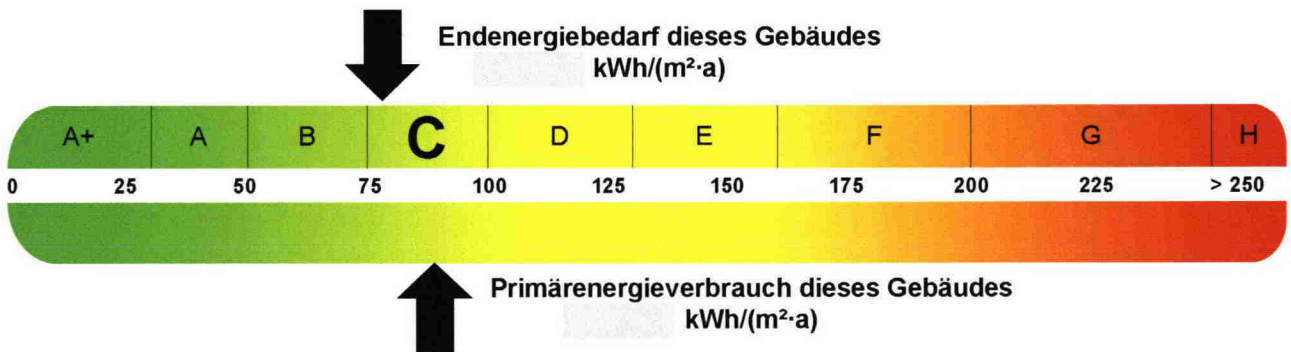 Endenergiebedarf dieses Gebäudes
kWh/(m²·a)
A+ A B C D E F G H
0 25 50 75 100 125 150 175 200 225 > 250
Primärenergieverbrauch dieses Gebäudes
kWh/(m²·a)